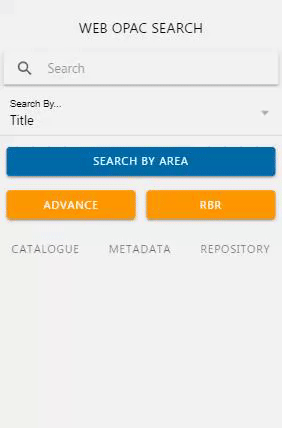 WEB OPAC SEARCH
Search
Search By...
Title
SEARCH BY AREA
ADVANCE RBR
CATALOGUE METADATA REPOSITORY